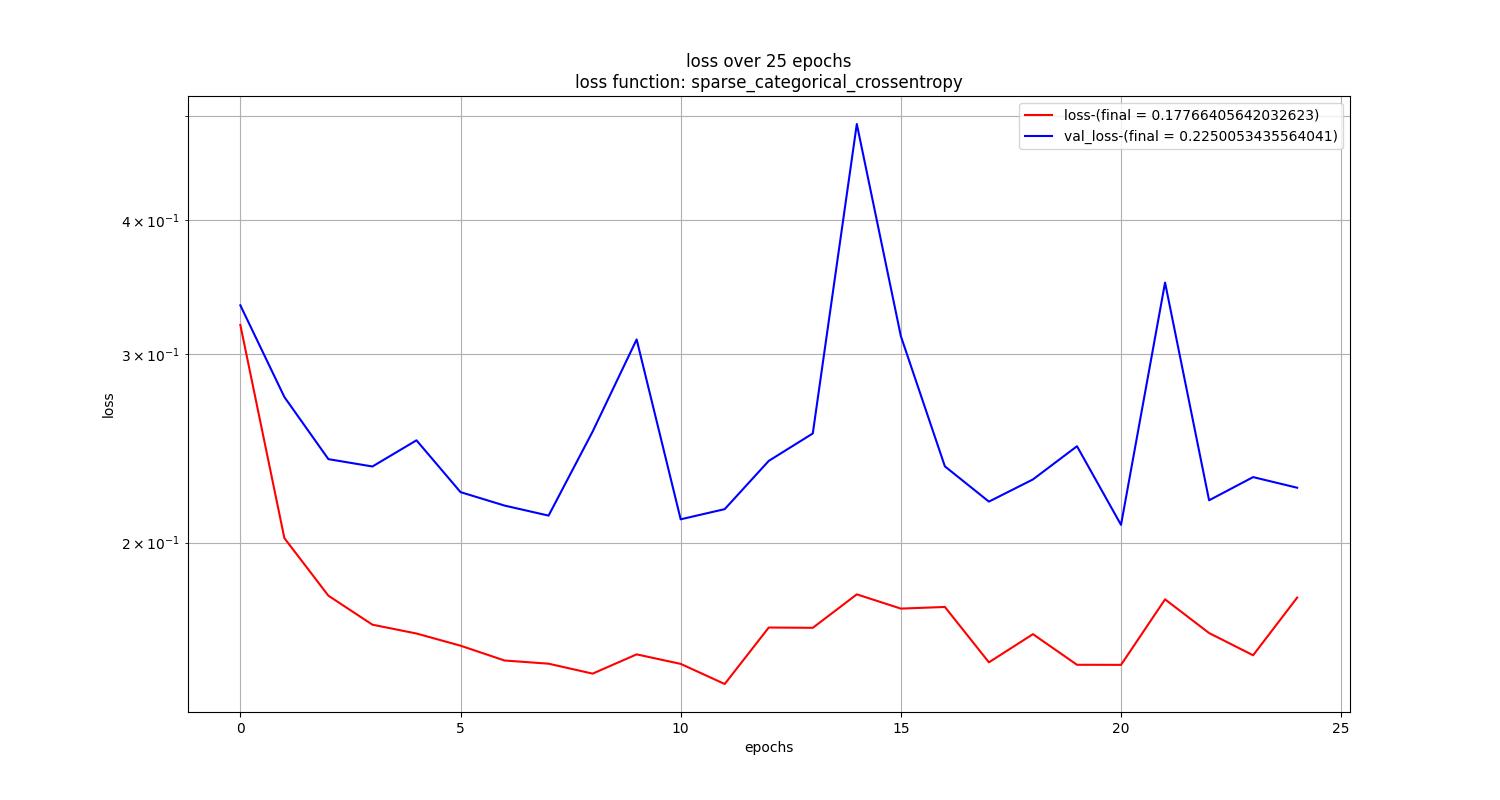 loss over 25 epochs
loss function: sparse_categorical_crossentropy
loss-(final = 0.17766405642032623)
val_loss-(final = 0.2250053435564041)
4 × 10⁻¹
3 × 10⁻¹
2 × 10⁻¹
loss
0 5 10 15 20 25
epochs